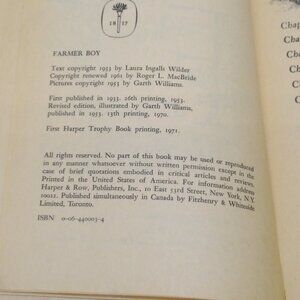 18 17
FARMER BOY
Text copyright 1953 by Laura Ingalls Wilder
Copyright renewed 1961 by Roger L. MacBride
Pictures copyright 1953 by Garth Williams
First published in 1933. 26th printing, 1953.
Revised edition, illustrated by Garth Williams,
published in 1953. 13th printing, 1970.
First Harper Trophy Book printing, 1971.
All rights reserved. No part of this book may be used or reproduced
in any manner whatsoever without written permission except in the
case of brief quotations embodied in critical articles and reviews.
Printed in the United States of America. For information address
Harper & Row, Publishers, Inc., 10 East 53rd Street, New York, N.Y.
10022. Published simultaneously in Canada by Fitzhenry & Whiteside
Limited, Toronto.
ISBN 0-06-440003-4
Chap
Cha
Ch
Ch
C